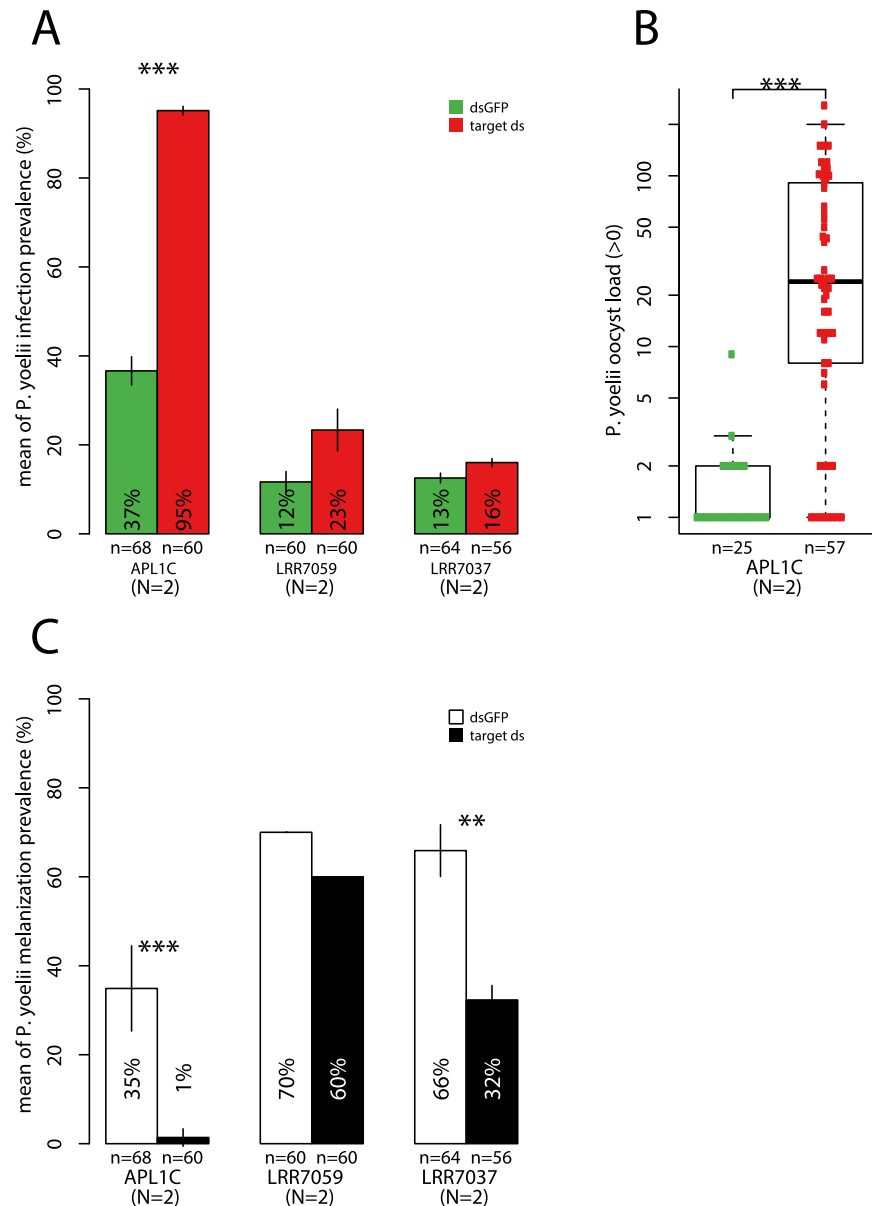 A
***
mean of P. yoelii infection prevalence (%)
100
80
60
40
20
0
dsGFP
target ds
37%
95%
12%
23%
13%
16%
n=68 n=60
n=60 n=60
n=64 n=56
APL1C
LRR7059
LRR7037
(N=2)
(N=2)
(N=2)
B
***
P. yoelii oocyst load (>0)
100
50
20
10
5
2
1
n=25
n=57
APL1C
(N=2)
C
mean of P. yoelii melanization prevalence (%)
100
80
60
40
20
0
dsGFP
target ds
***
**
35%
1%
70%
60%
66%
32%
n=68 n=60
n=60 n=60
n=64 n=56
APL1C
LRR7059
LRR7037
(N=2)
(N=2)
(N=2)